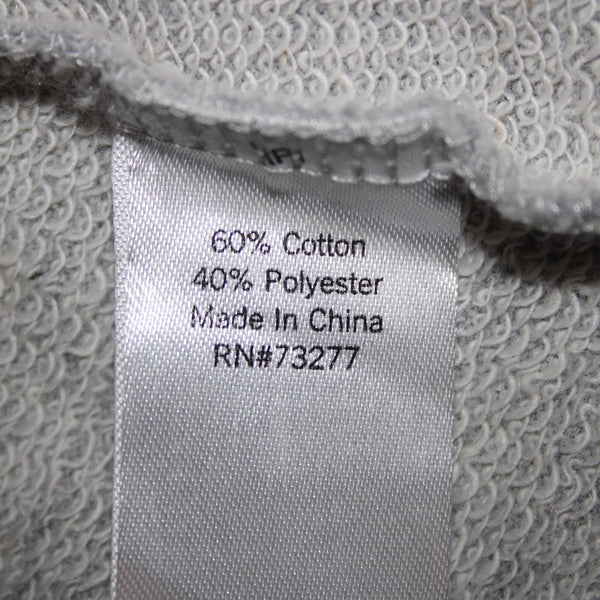 60% Cotton
40% Polyester
Made In China
RN#73277